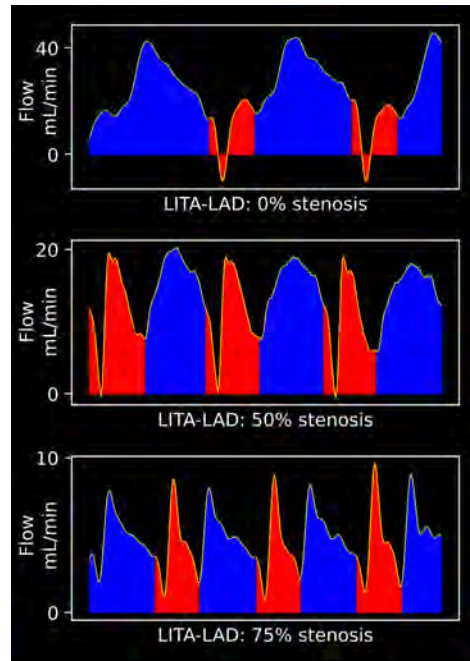 40
Flow
mL/min
0
LITA-LAD: 0% stenosis
20
Flow
mL/min
0
LITA-LAD: 50% stenosis
10
Flow
mL/min
0
LITA-LAD: 75% stenosis